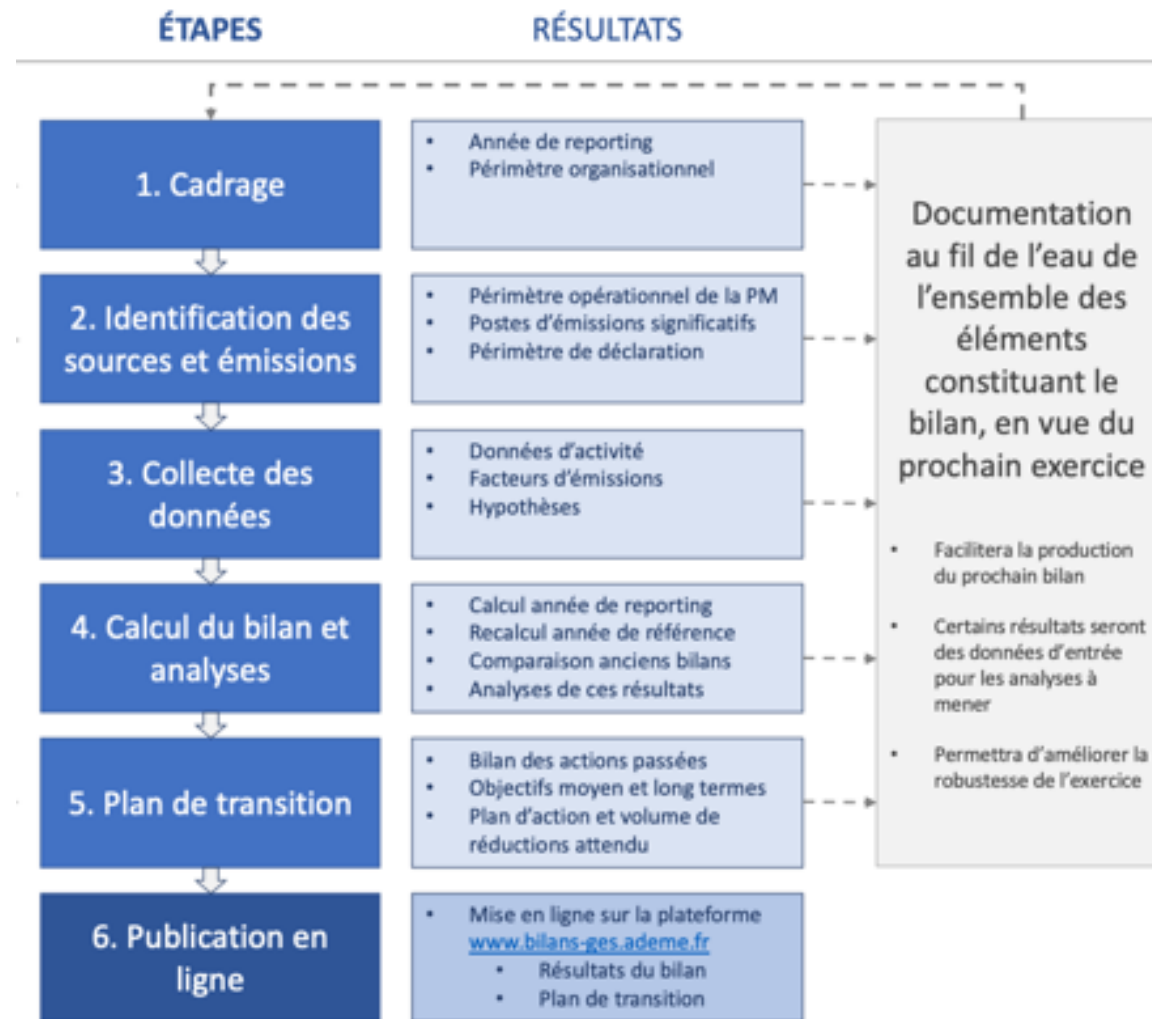 ÉTAPES
RÉSULTATS
1. Cadrage
• Année de reporting
• Périmètre organisationnel
2. Identification des
sources et émissions
• Périmètre opérationnel de la PM
• Postes d'émissions significatifs
• Périmètre de déclaration
3. Collecte des
données
• Données d'activité
• Facteurs d'émissions
• Hypothèses
4. Calcul du bilan et
analyses
• Calcul année de reporting
• Recalcul année de référence
• Comparaison anciens bilans
• Analyses de ces résultats
5. Plan de transition
• Bilan des actions passées
• Objectifs moyen et long termes
• Plan d'action et volume de
réductions attendu
6. Publication en
ligne
• Mise en ligne sur la plateforme
www.bilans-ges.ademe.fr
• Résultats du bilan
• Plan de transition
Documentation
au fil de l'eau de
l'ensemble des
éléments
constituant le
bilan, en vue du
prochain exercice
• Facilitera la production
du prochain bilan
• Certains résultats seront
des données d'entrée
pour les analyses à
mener
• Permettra d'améliorer la
robustesse de l'exercice